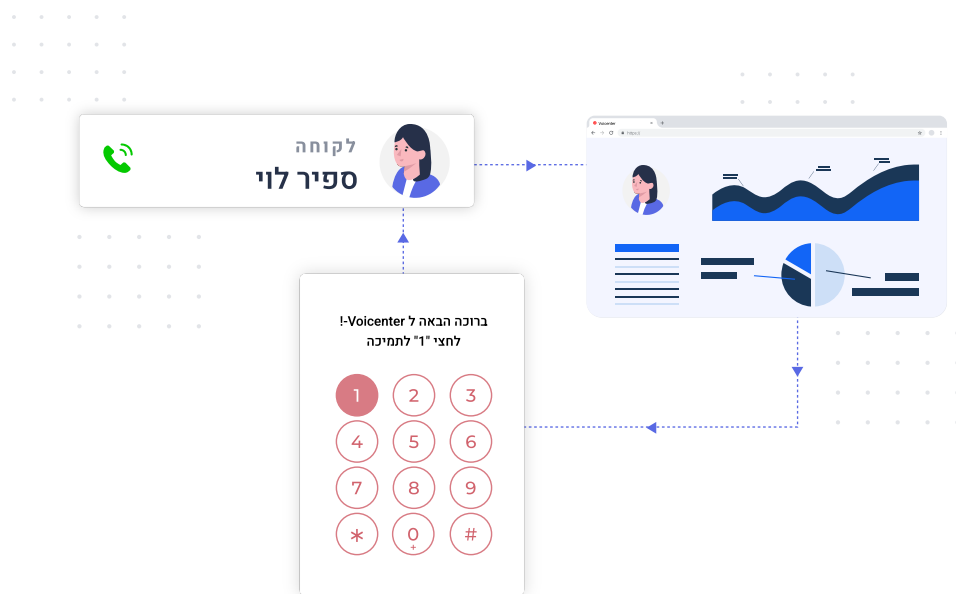 לקוחה
ספיר לוי
Voicenter
https://
ברוכה הבאה ל Voicenter-!
לחצי "1" לתמיכה
1 2 3
4 5 6
7 8 9
* 0 #
+